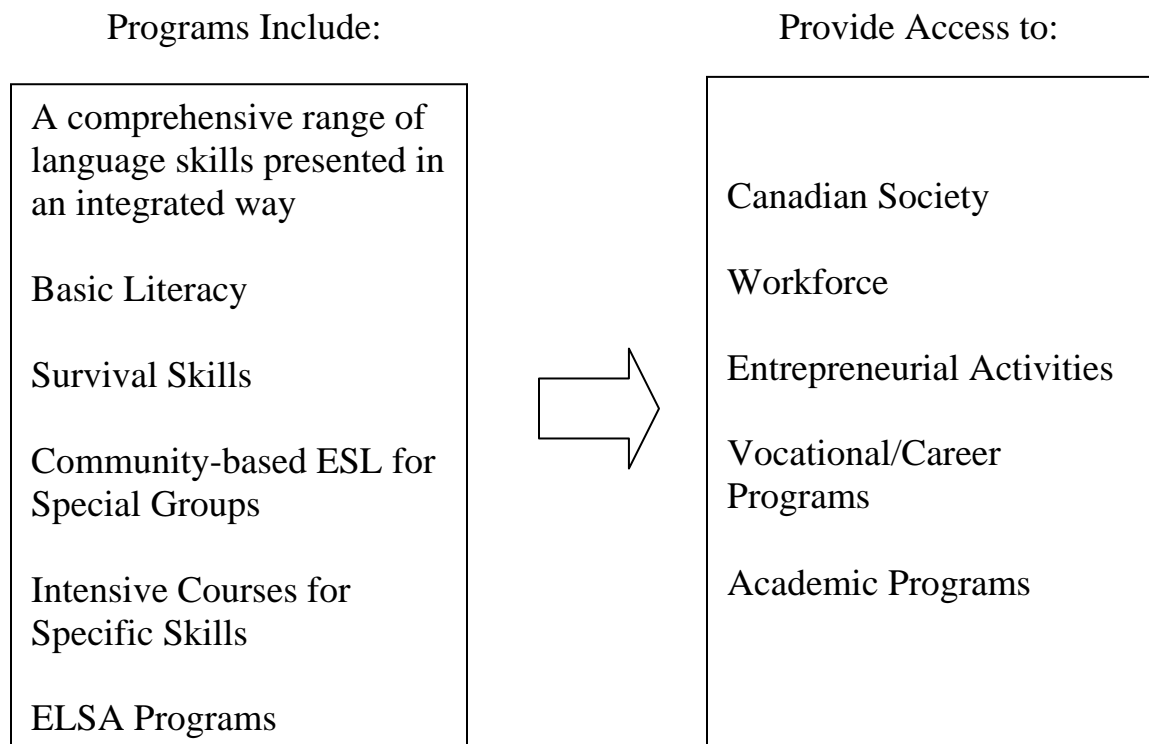 Programs Include:
A comprehensive range of
language skills presented in
an integrated way
Basic Literacy
Survival Skills
Community-based ESL for
Special Groups
Intensive Courses for
Specific Skills
ELSA Programs
Provide Access to:
Canadian Society
Workforce
Entrepreneurial Activities
Vocational/Career
Programs
Academic Programs